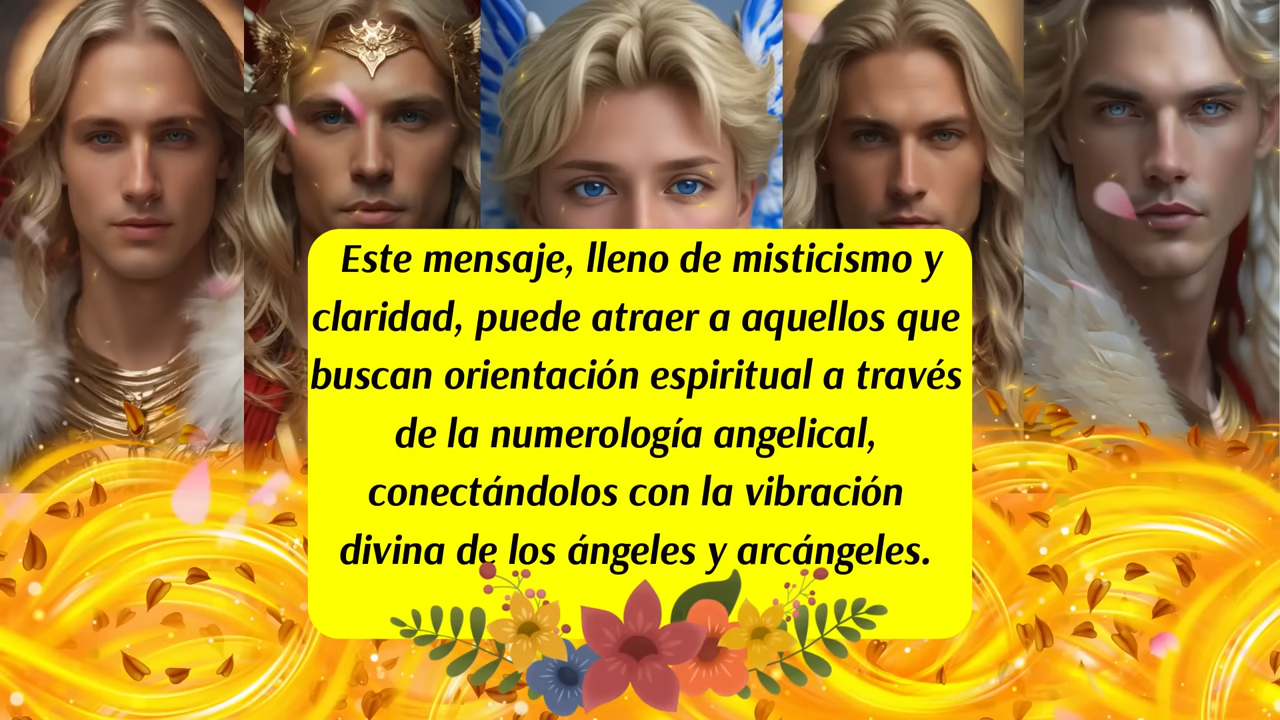 Este mensaje, lleno de misticismo y
claridad, puede atraer a aquellos que
buscan orientación espiritual a través
de la numerología angelical,
conectándolos con la vibración
divina de los ángeles y arcángeles.